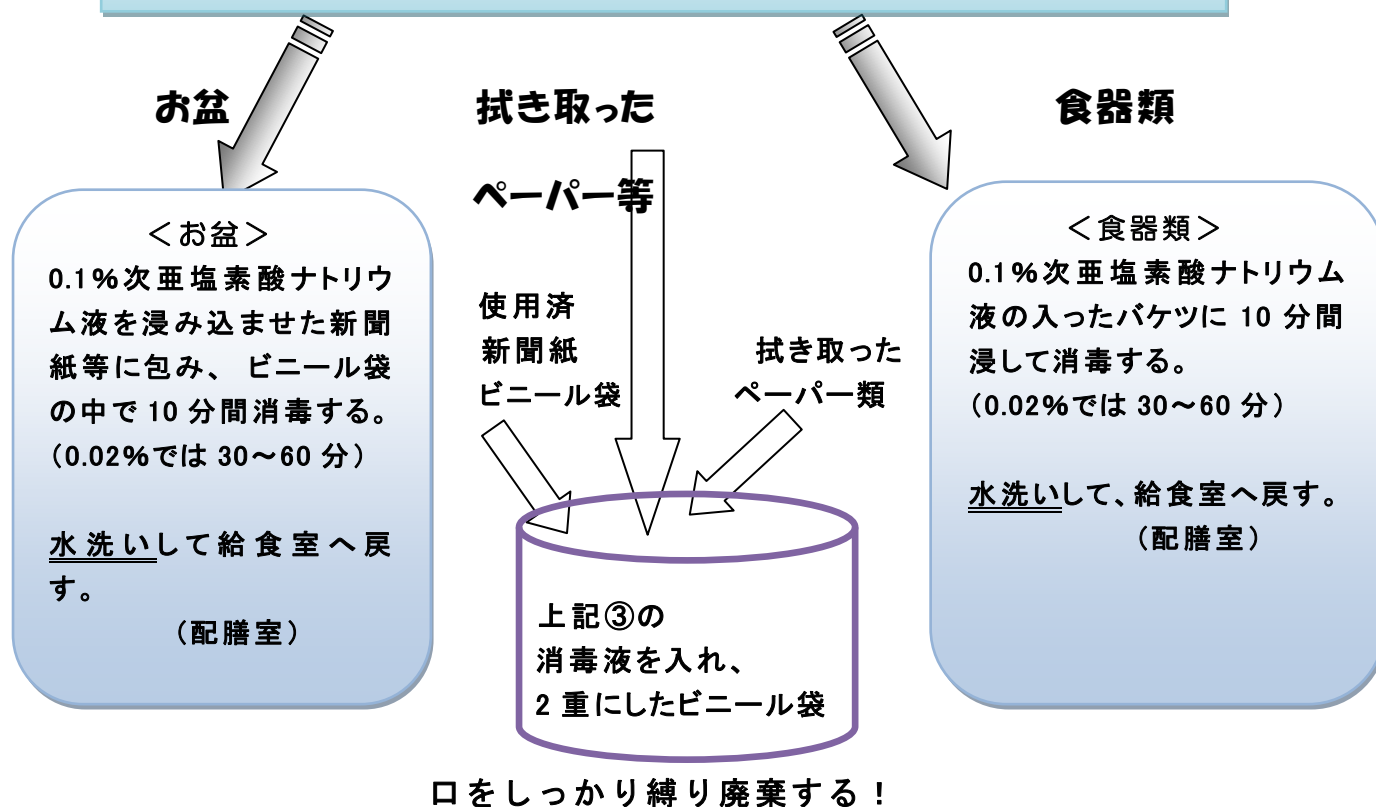 お盆
拭き取った
ペーパー等
食器類
＜お盆＞
0.1%次亜塩素酸ナトリウ
ム液を浸み込ませた新聞
紙等に包み、 ビニール袋
の中で 10 分間消毒する。
（0.02%では 30～60 分）
水洗いして給食室へ戻
す。
（配膳室）
使用済
新聞紙
ビニール袋
拭き取った
ペーパー類
＜食器類＞
0.1%次亜塩素酸ナトリウム
液の入ったバケツに 10 分間
浸して消毒する。
（0.02%では 30～60 分）
水洗いして、給食室へ戻す。
（配膳室）
上記③の
消毒液を入れ、
2 重にしたビニール袋
口をしっかり縛り廃棄する！